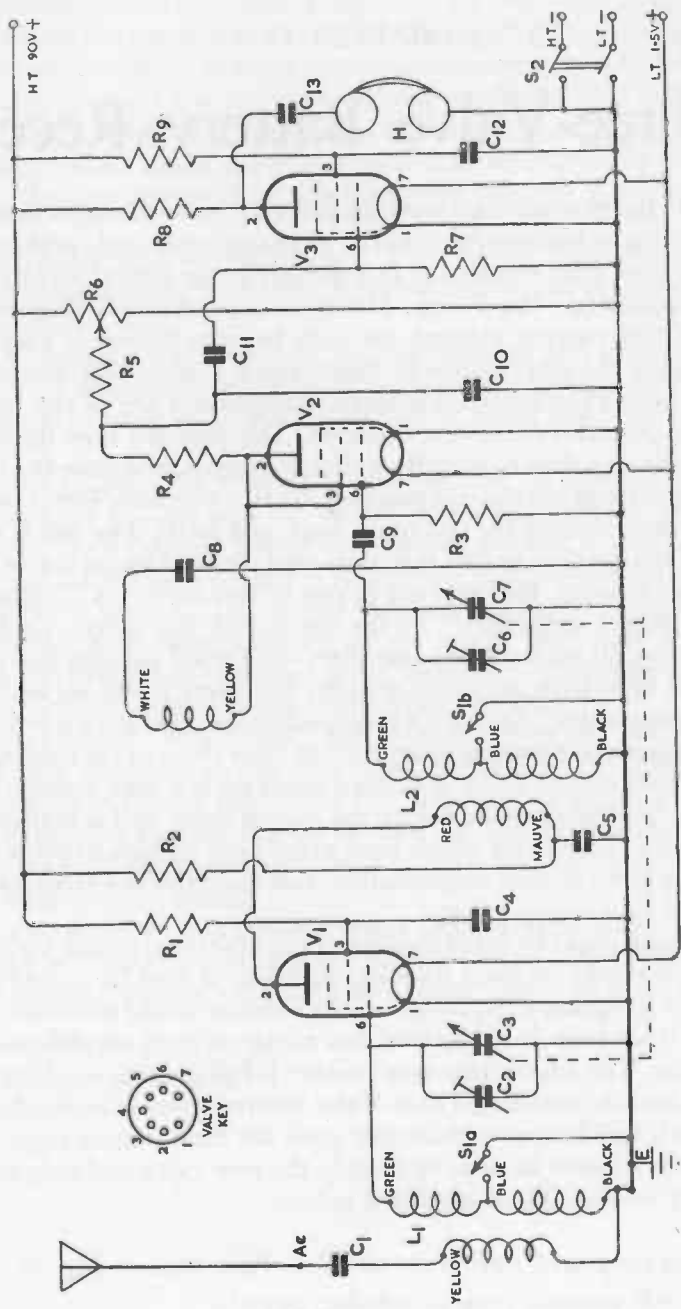 HT 90V+
R1
R2
R6
R8
R9
R5
R4
3 4 5
2 6
1 7
VALVE
KEY
WHITE
YELLOW
C8
C11
C13
Ae
C1
V1
2
3
6
1
7
V2
2
3
6
1
7
V3
3
6
1
7
H
YELLOW
L1
GREEN
BLUE
BLACK
S1a
C2
C3
C4
RED
MAUVE
C5
L2
GREEN
BLUE
BLACK
S1b
C6
C7
C9
R3
C10
R7
C12
E
S2
HT-
LT-
LT 1·5V+